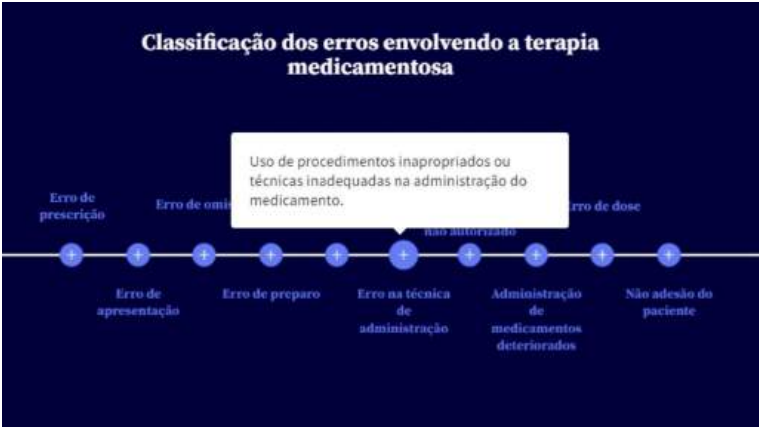 Classificação dos erros envolvendo a terapia
medicamentosa
Uso de procedimentos inapropriados ou
técnicas inadequadas na administração do
medicamento.
Erro de
prescrição
Erro de
não autorizado
de dose
Erro de
apresentação
Erro de preparo
Erro na técnica
de
administração
Administração
de
medicamentos
deteriorados
Não adesão do
paciente